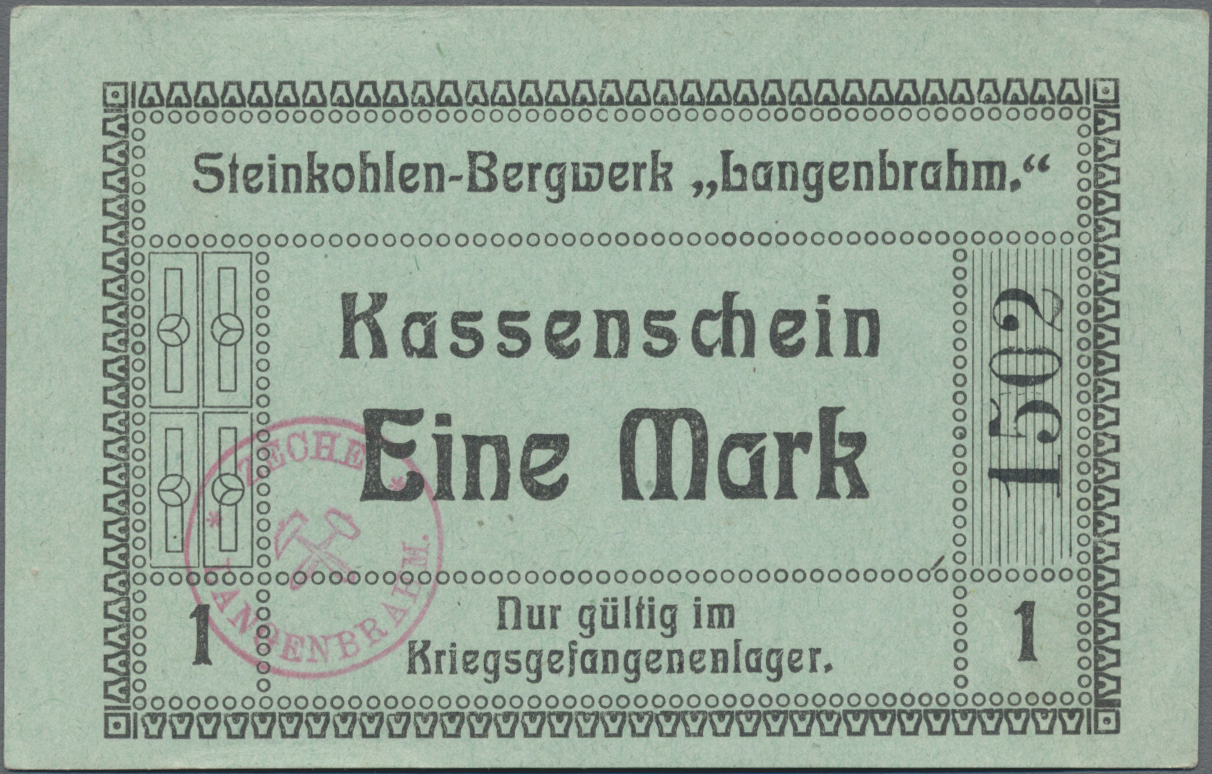 Steinkohlen-Bergwerk „Langenbrahm.“
Kassenschein
Eine Mark
1502
ZECHE
LANGENBRAHM.
1
Nur gültig im
Kriegsgefangenenlager.
1